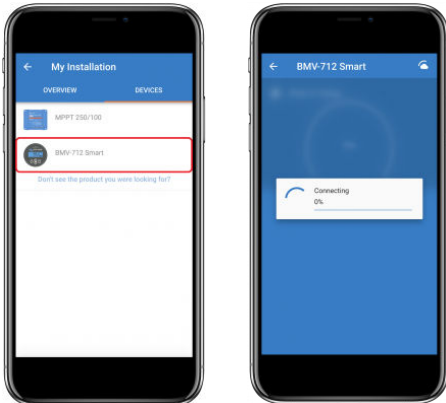 My Installation
OVERVIEW
DEVICES
MPPT 250/100
BMV-712 Smart
Don't see the product you were looking for?
BMV-712 Smart
Connecting
0%